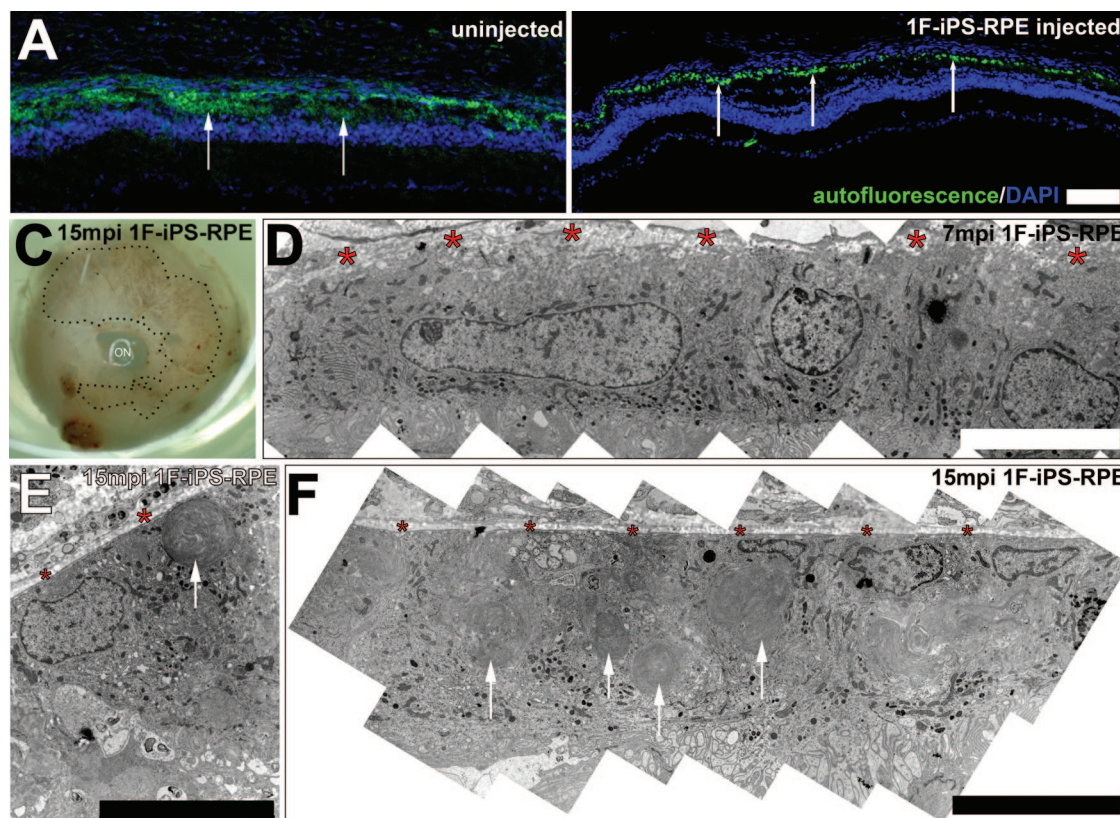 A
uninjected
1F-iPS-RPE injected
autofluorescence/DAPI
C
15mpi 1F-iPS-RPE
ON
D
7mpi 1F-iPS-RPE
* * * * * *
E
15mpi 1F-iPS-RPE
* *
F
15mpi 1F-iPS-RPE
* * * * * *